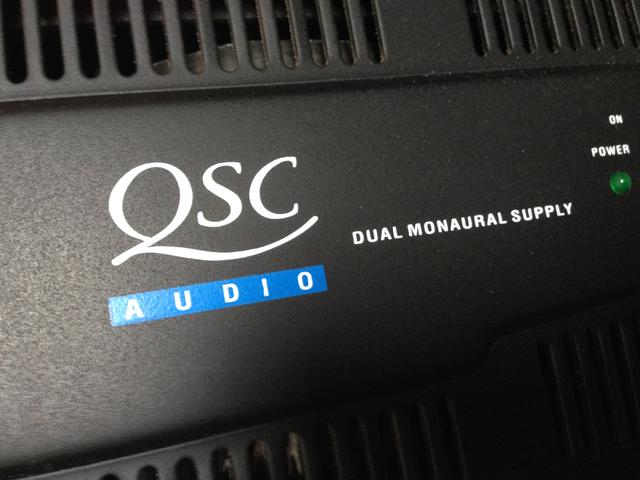 ON
POWER
QSC
DUAL MONAURAL SUPPLY
AUDIO